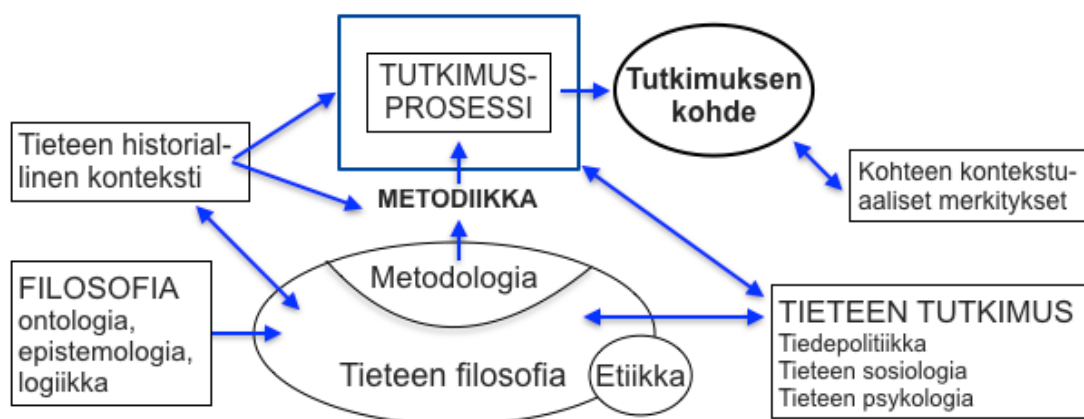 TUTKIMUS-
PROSESSI
Tutkimuksen
kohde
Tieteen historial-
linen konteksti
METODIIKKA
Kohteen kontekstu-
aaliset merkitykset
FILOSOFIA
ontologia,
epistemologia,
logiikka
Metodologia
Tieteen filosofia
Etiikka
TIETEEN TUTKIMUS
Tiedepolitiikka
Tieteen sosiologia
Tieteen psykologia